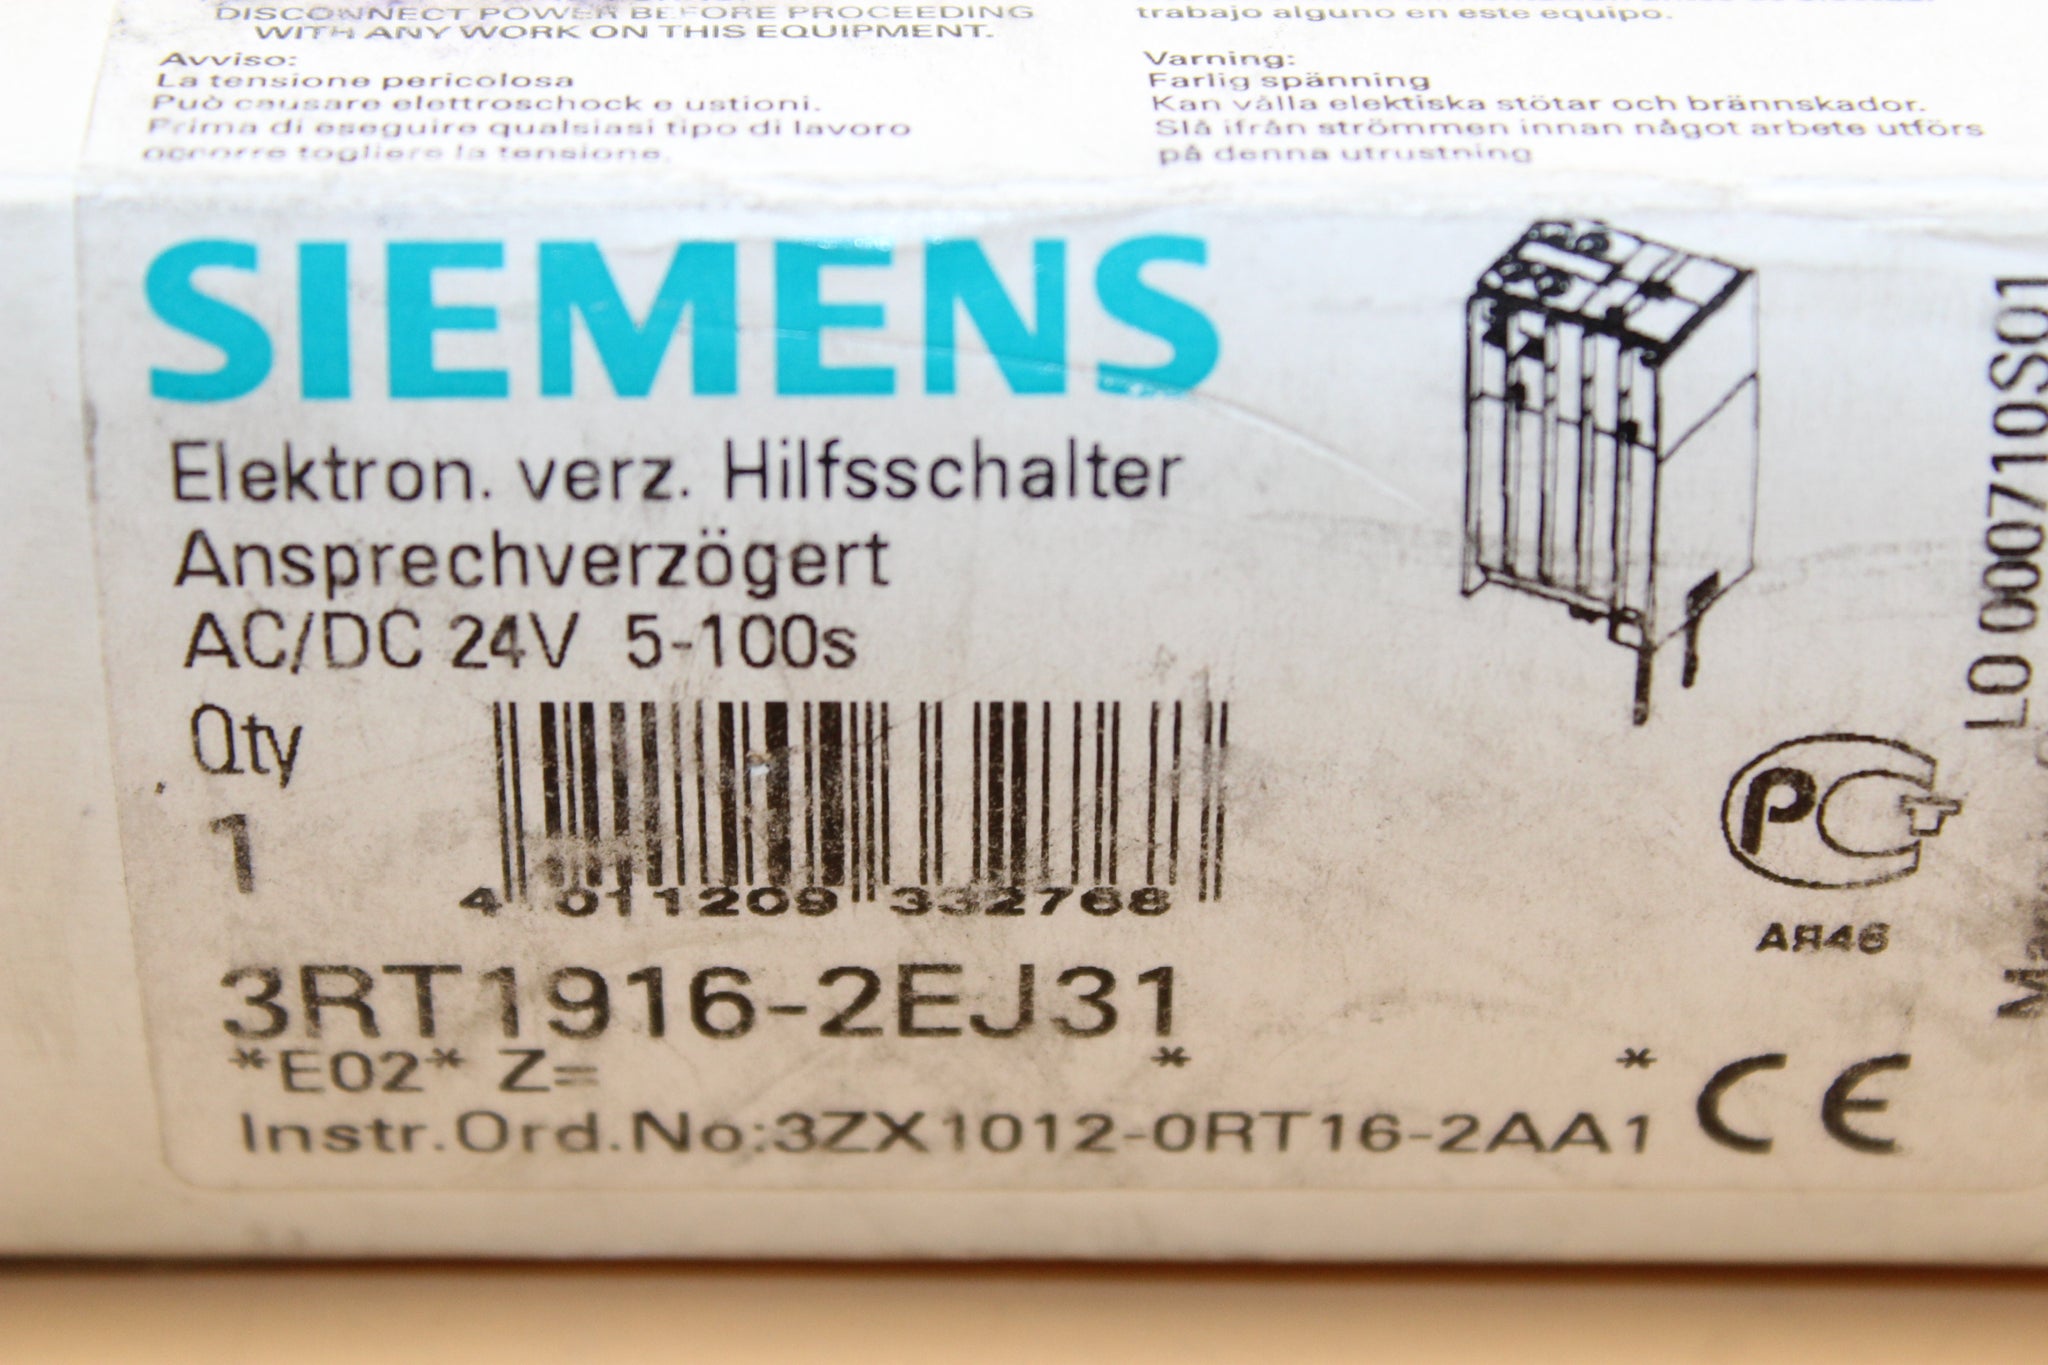 DISCONNECT POWER BEFORE PROCEEDING
WITH ANY WORK ON THIS EQUIPMENT.
Avviso:
La tensione pericolosa
Può causare elettroschock e ustioni.
Prima di eseguire qualsiasi tipo di lavoro
occorre togliere la tensione.
trabajo alguno en este equipo.
Varning:
Farlig spänning
Kan vålla elektiska stötar och brännskador.
Slå ifrån strömmen innan något arbete utförs
på denna utrustning
SIEMENS
Elektron. verz. Hilfsschalter
Ansprechverzögert
AC/DC 24V 5-100s
Qty
1
4 011209 332768
3RT1916-2EJ31
*E02* Z= * *
Instr.Ord.No:3ZX1012-0RT16-2AA1
CE
PCT
АЯ46
LO 000710S01